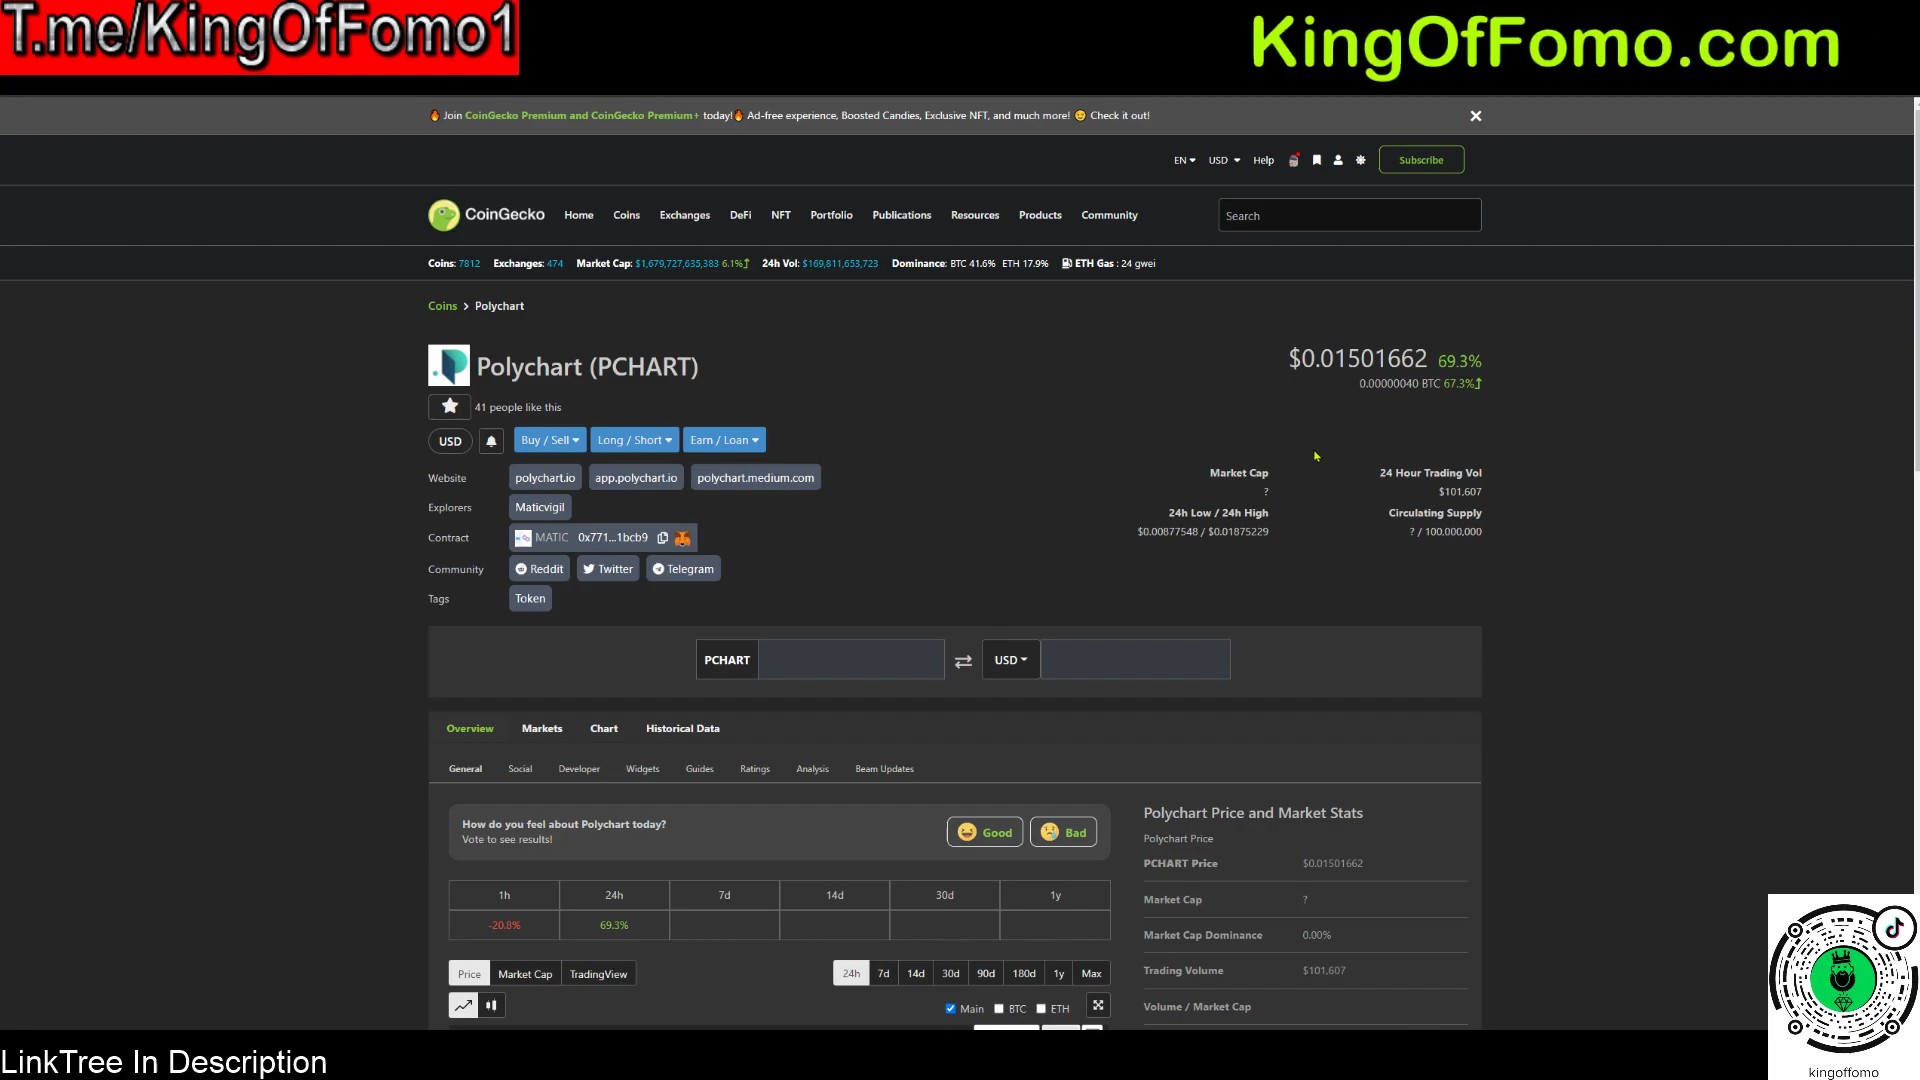 T.me/KingOfFomo1
KingOfFomo.com
Join CoinGecko Premium and CoinGecko Premium+ today! Ad-free experience, Boosted Candies, Exclusive NFT, and much more! Check it out!
EN USD Help Subscribe
CoinGecko Home Coins Exchanges DeFi NFT Portfolio Publications Resources Products Community Search
Coins: 7812 Exchanges: 474 Market Cap: $1,679,727,635,383 6.1% 24h Vol: $169,811,653,723 Dominance: BTC 41.6% ETH 17.9% ETH Gas : 24 gwei
Coins > Polychart
Polychart (PCHART)
$0.01501662 69.3%
0.00000040 BTC 67.3%
41 people like this
USD Buy / Sell Long / Short Earn / Loan
Website polychart.io app.polychart.io polychart.medium.com
Explorers Maticvigil
Contract MATIC 0x771...1bcb9
Community Reddit Twitter Telegram
Tags Token
Market Cap 24 Hour Trading Vol
? $101,607
24h Low / 24h High Circulating Supply
$0.00877548 / $0.01875229 ? / 100,000,000
PCHART USD
Overview Markets Chart Historical Data
General Social Developer Widgets Guides Ratings Analysis Beam Updates
How do you feel about Polychart today?
Vote to see results!
Good Bad
1h 24h 7d 14d 30d 1y
-20.8% 69.3%
Price Market Cap TradingView
24h 7d 14d 30d 90d 180d 1y Max
Main BTC ETH
Polychart Price and Market Stats
Polychart Price
PCHART Price $0.01501662
Market Cap ?
Market Cap Dominance 0.00%
Trading Volume $101,607
Volume / Market Cap
LinkTree In Description
kingoffomo